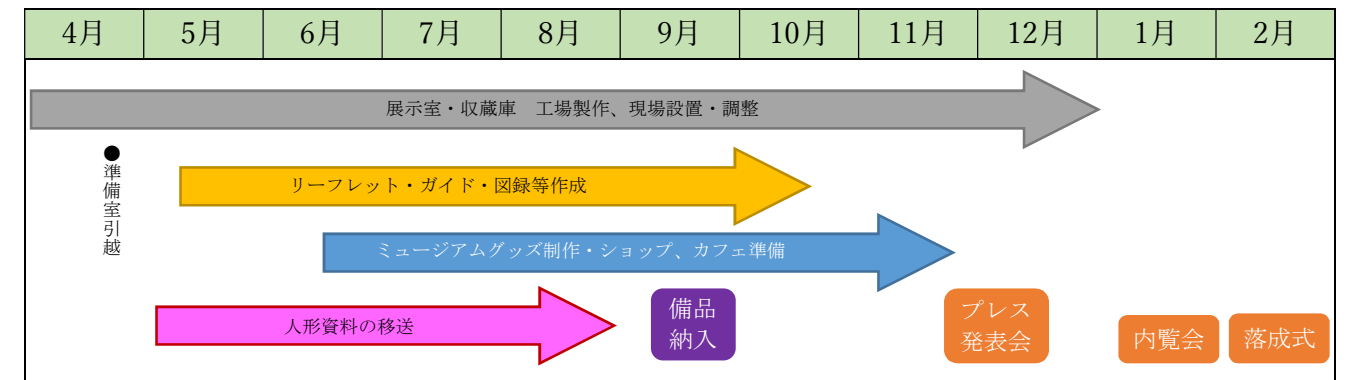 4月 5月 6月 7月 8月 9月 10月 11月 12月 1月 2月
展示室・収蔵庫　工場製作、現場設置・調整
●準備室引越
リーフレット・ガイド・図録等作成
ミュージアムグッズ制作・ショップ、カフェ準備
人形資料の移送
備品
納入
プレス
発表会
内覧会
落成式